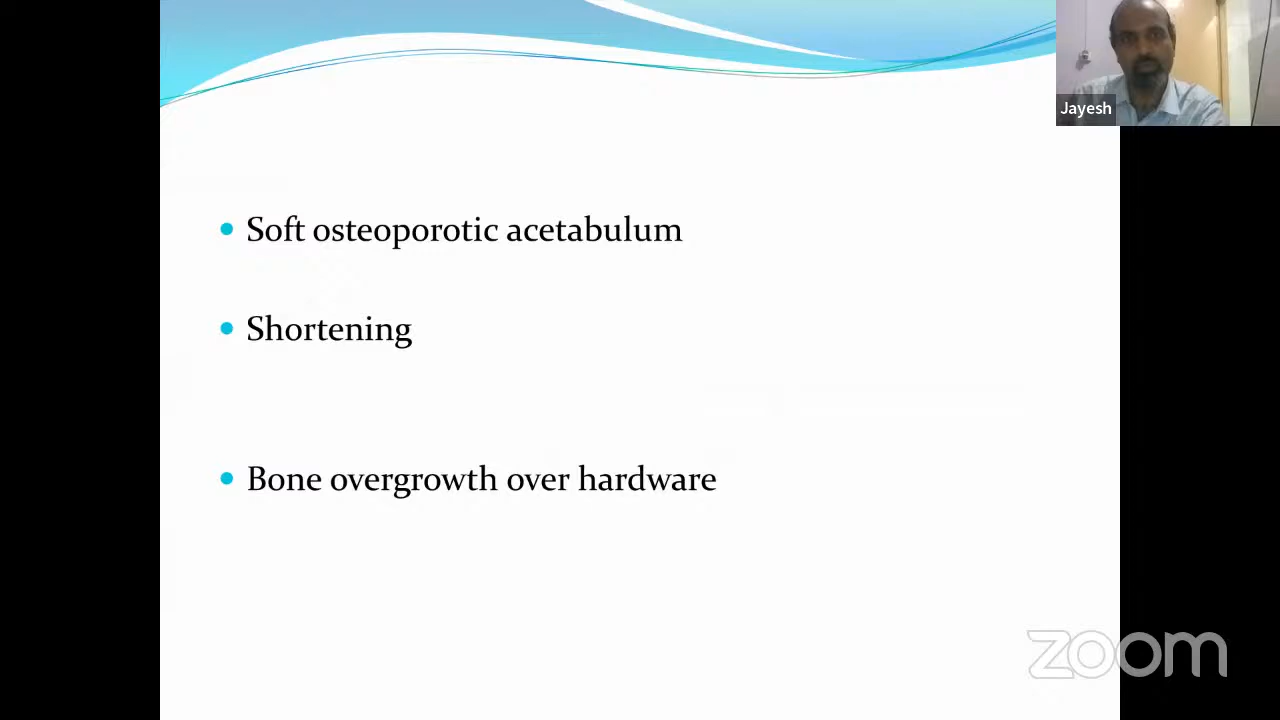 Jayesh
Soft osteoporotic acetabulum
Shortening
Bone overgrowth over hardware
zoom